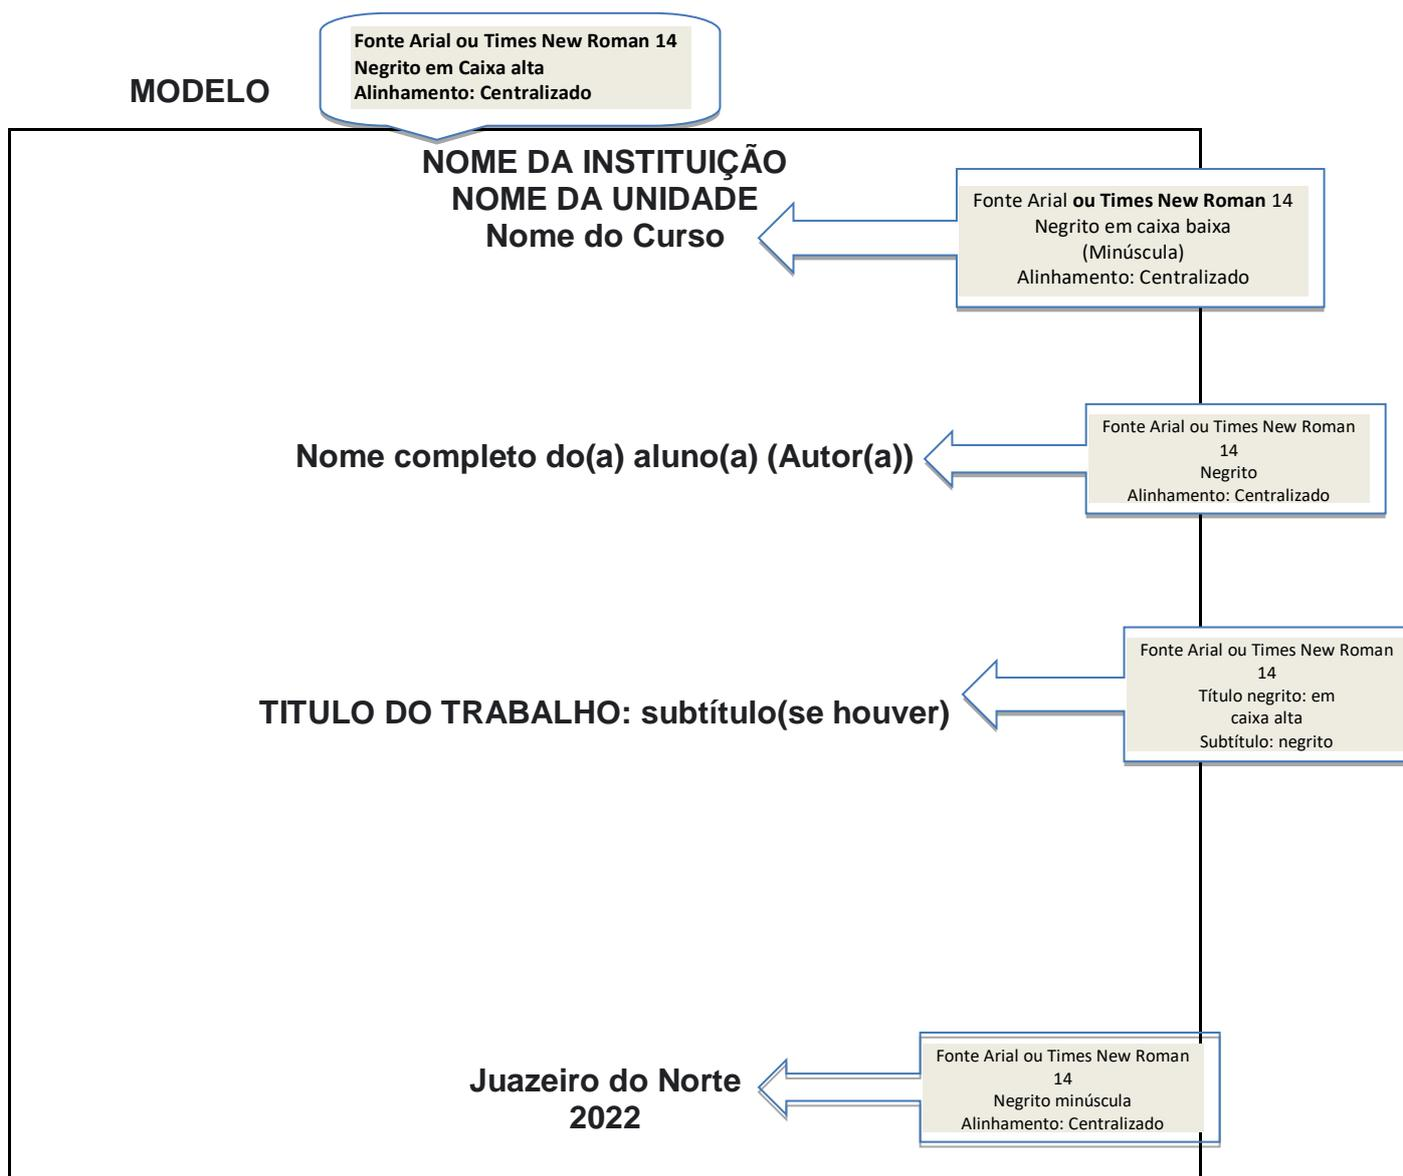 Fonte Arial ou Times New Roman 14
Negrito em Caixa alta
Alinhamento: Centralizado
MODELO
NOME DA INSTITUIÇÃO
NOME DA UNIDADE
Nome do Curso
Fonte Arial ou Times New Roman 14
Negrito em caixa baixa
(Minúscula)
Alinhamento: Centralizado
Nome completo do(a) aluno(a) (Autor(a))
Fonte Arial ou Times New Roman
14
Negrito
Alinhamento: Centralizado
TITULO DO TRABALHO: subtítulo(se houver)
Fonte Arial ou Times New Roman
14
Título negrito: em
caixa alta
Subtítulo: negrito
Juazeiro do Norte
2022
Fonte Arial ou Times New Roman
14
Negrito minúscula
Alinhamento: Centralizado